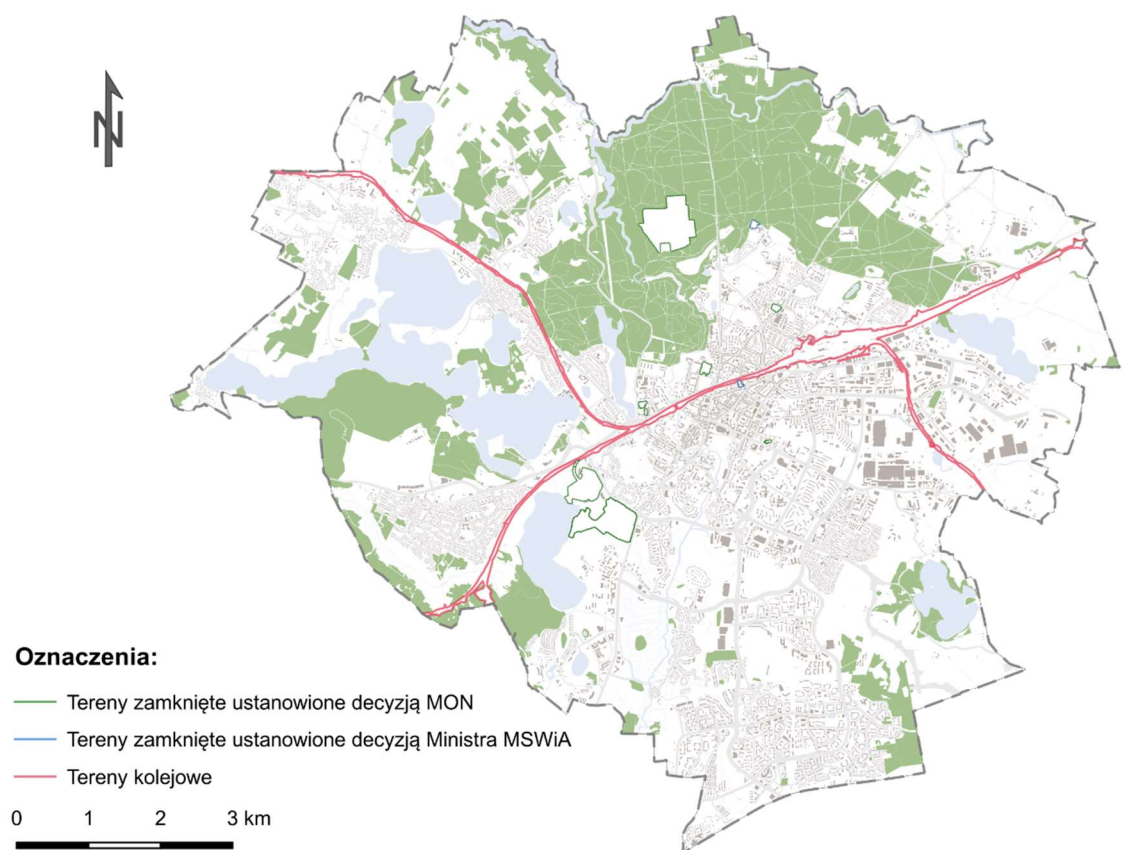 N
Oznaczenia:
Tereny zamknięte ustanowione decyzją MON
Tereny zamknięte ustanowione decyzją Ministra MSWiA
Tereny kolejowe
0 1 2 3 km